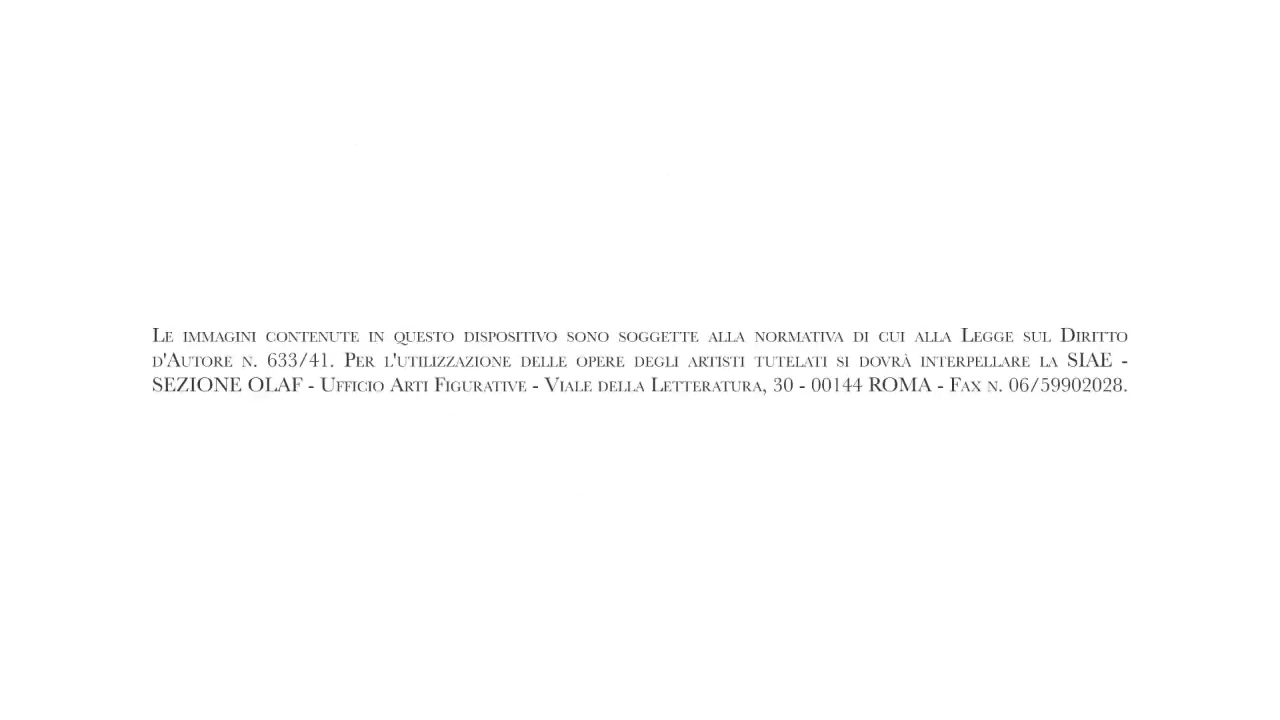 Le immagini contenute in questo dispositivo sono soggette alla normativa di cui alla Legge sul Diritto
d'Autore n. 633/41. Per l'utilizzazione delle opere degli artisti tutelati si dovrà interpellare la SIAE -
SEZIONE OLAF - Ufficio Arti Figurative - Viale della Letteratura, 30 - 00144 ROMA - Fax n. 06/59902028.